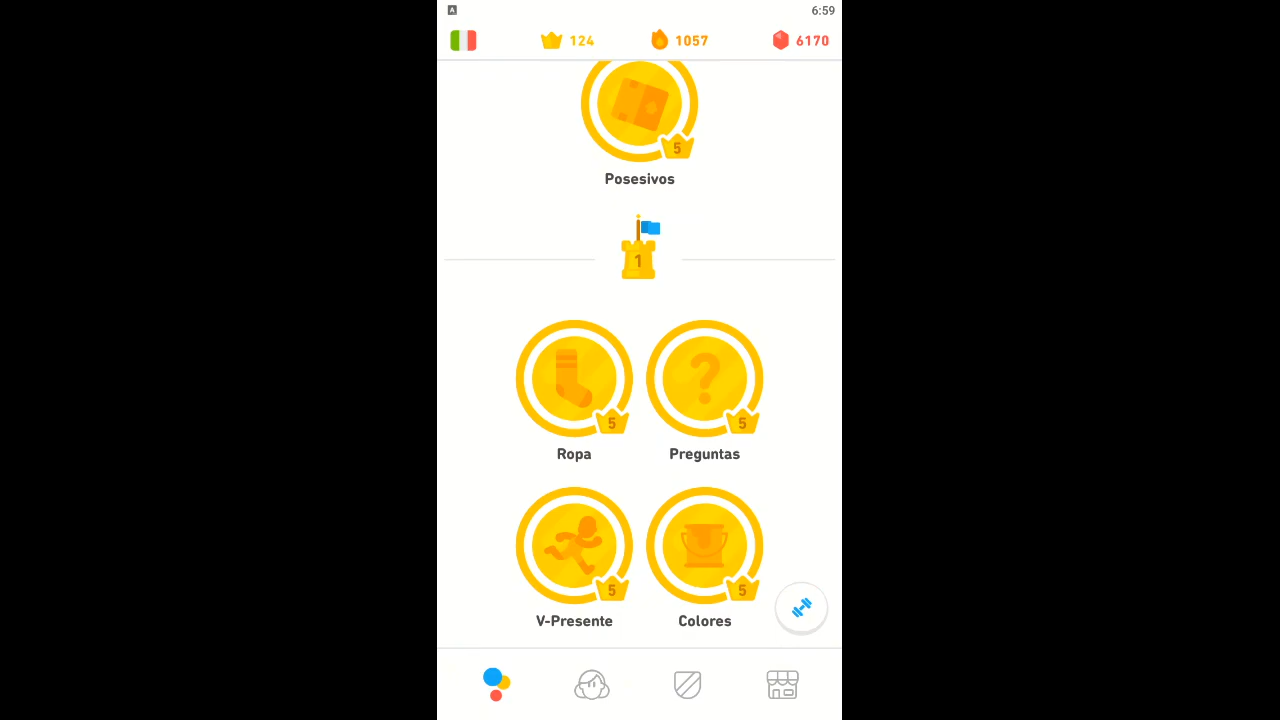 A 6:59
124 1057 6170
5
Posesivos
1
5 5
Ropa Preguntas
5 5
V-Presente Colores